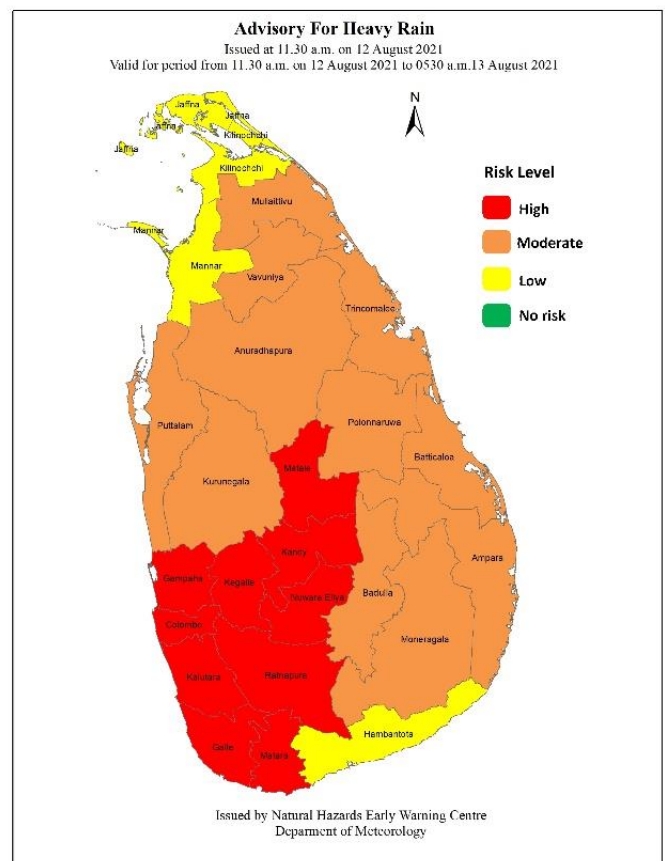 Advisory For Heavy Rain
Issued at 11.30 a.m. on 12 August 2021
Valid for period from 11.30 a.m. on 12 August 2021 to 0530 a.m.13 August 2021
N
Jaffna
Jaffna
Jaffna
Kilinochchi
Jaffna
Kilinochchi
Mullaittivu
Mannar
Mannar
Vavuniya
Trincomalee
Anuradhapura
Polonnaruwa
Puttalam
Batticaloa
Matale
Kurunegala
Kandy
Ampara
Gampaha
Kegalle
Badulla
Nuwara Eliya
Colombo
Moneragala
Kalutara
Ratnapura
Hambantota
Galle
Matara
Risk Level
High
Moderate
Low
No risk
Issued by Natural Hazards Early Warning Centre
Deparment of Meteorology